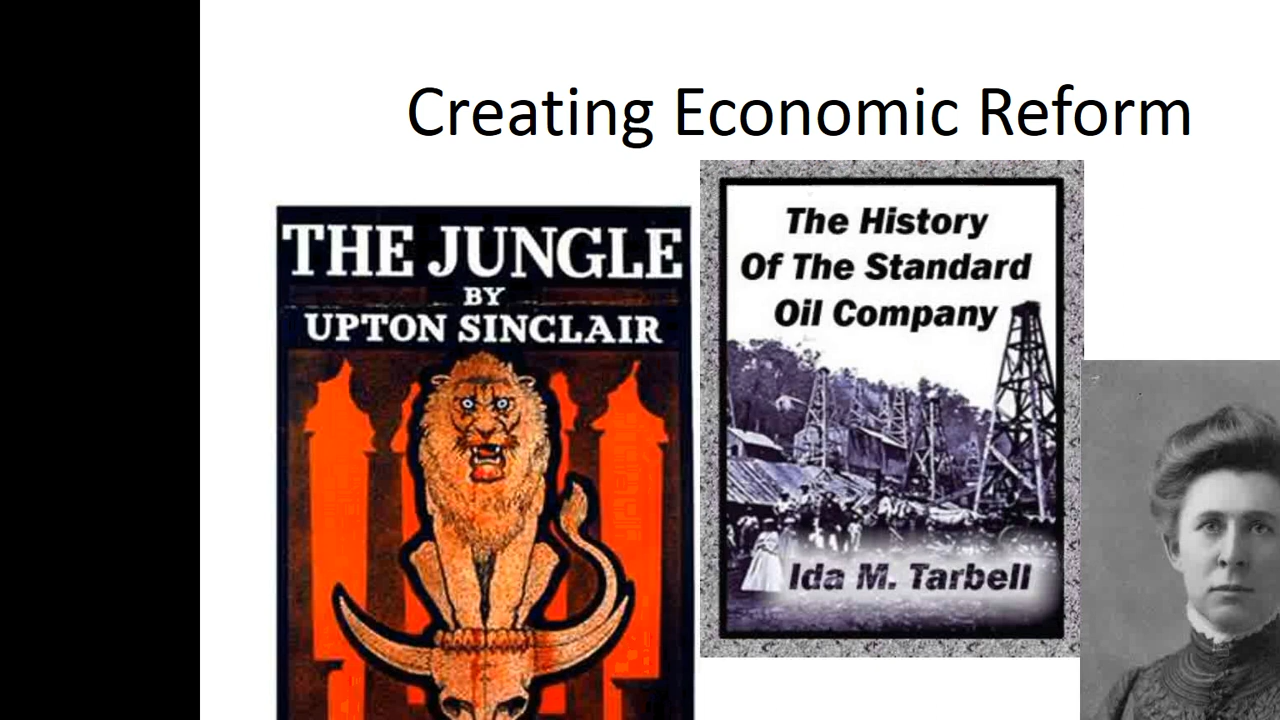 Creating Economic Reform
THE JUNGLE
BY
UPTON SINCLAIR
The History
Of The Standard
Oil Company
Ida M. Tarbell